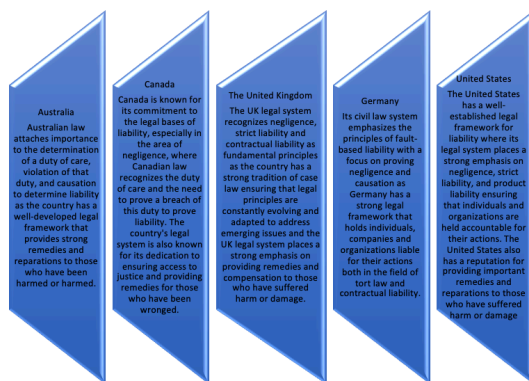 Australia
Australian law
attaches importance
to the determination
of a duty of care,
violation of that
duty, and causation
to determine liability
as the country has a
well-developed legal
framework that
provides strong
remedies and
reparations to those
who have been
harmed or harmed.
Canada
Canada is known for
its commitment to
the legal bases of
liability, especially in
the area of
negligence, where
Canadian law
recognizes the duty
of care and the need
to prove a breach of
this duty to prove
liability. The
country's legal
system is also known
for its dedication to
ensuring access to
justice and providing
remedies for those
who have been
wronged.
The United Kingdom
The UK legal system
recognizes negligence,
strict liability and
contractual liability as
fundamental principles
as the country has a
strong tradition of case
law ensuring that legal
principles are
constantly evolving and
adapted to address
emerging issues and the
UK legal system places a
strong emphasis on
providing remedies and
compensation to those
who have suffered
harm or damage.
Germany
Its civil law system
emphasizes the
principles of fault-
based liability with a
focus on proving
negligence and
causation as
Germany has a
strong legal
framework that
holds individuals,
companies and
organizations liable
for their actions
both in the field of
tort law and
contractual liability.
United States
The United States
has a well-
established legal
framework for
liability where its
legal system places a
strong emphasis on
negligence, strict
liability, and product
liability ensuring
that individuals and
organizations are
held accountable for
their actions. The
United States also
has a reputation for
providing important
remedies and
reparations to those
who have suffered
harm or damage